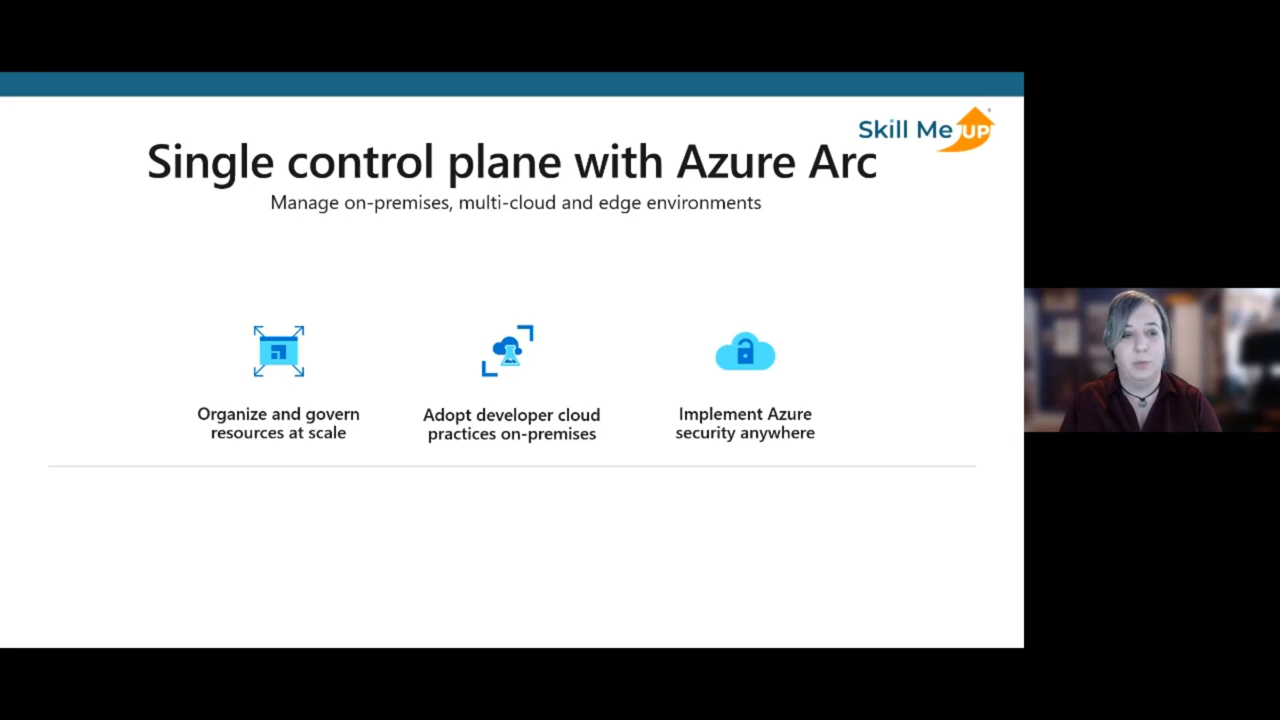 Skill Me UP
Single control plane with Azure Arc
Manage on-premises, multi-cloud and edge environments
Organize and govern
resources at scale
Adopt developer cloud
practices on-premises
Implement Azure
security anywhere